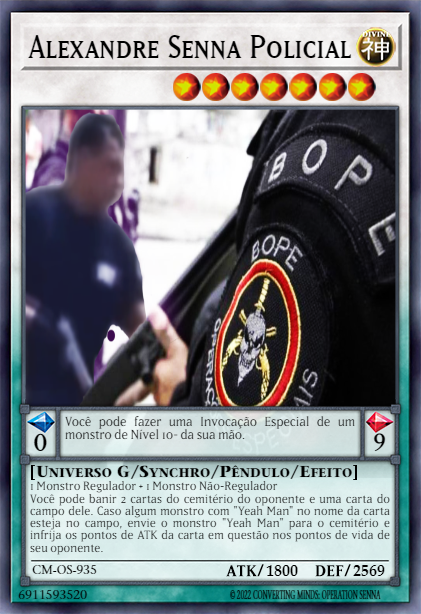 ALEXANDRE SENNA POLICIAL
DIVINE
神
BOPE
BOPE
Você pode fazer uma Invocação Especial de um
monstro de Nível 10- da sua mão.
0
9
[UNIVERSO G/SYNCHRO/PÊNDULO/EFEITO]
1 Monstro Regulador + 1 Monstro Não-Regulador
Você pode banir 2 cartas do cemitério do oponente e uma carta do
campo dele. Caso algum monstro com "Yeah Man" no nome da carta
esteja no campo, envie o monstro "Yeah Man" para o cemitério e
infrija os pontos de ATK da carta em questão nos pontos de vida de
seu oponente.
CM-OS-935
ATK/1800 DEF/2569
6911593520
©2022 CONVERTING MINDS: OPERATION SENNA